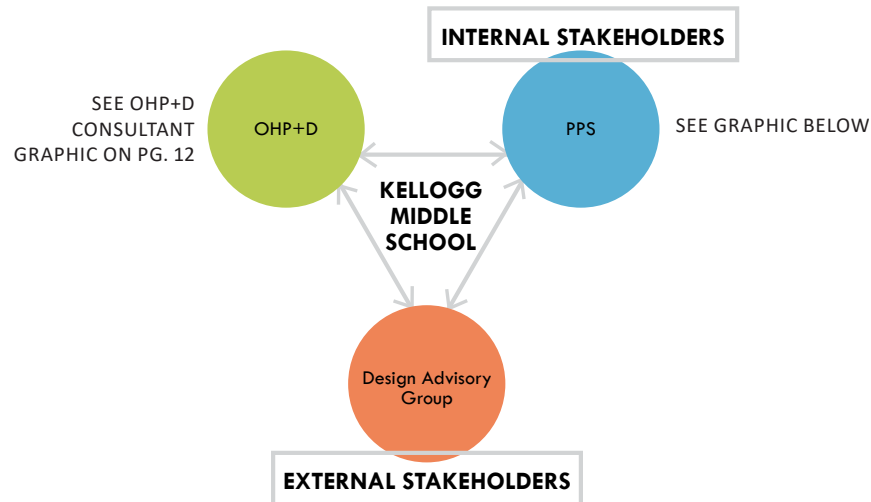 INTERNAL STAKEHOLDERS
SEE OHP+D
CONSULTANT
GRAPHIC ON PG. 12
OHP+D
PPS
SEE GRAPHIC BELOW
KELLOGG
MIDDLE
SCHOOL
Design Advisory
Group
EXTERNAL STAKEHOLDERS